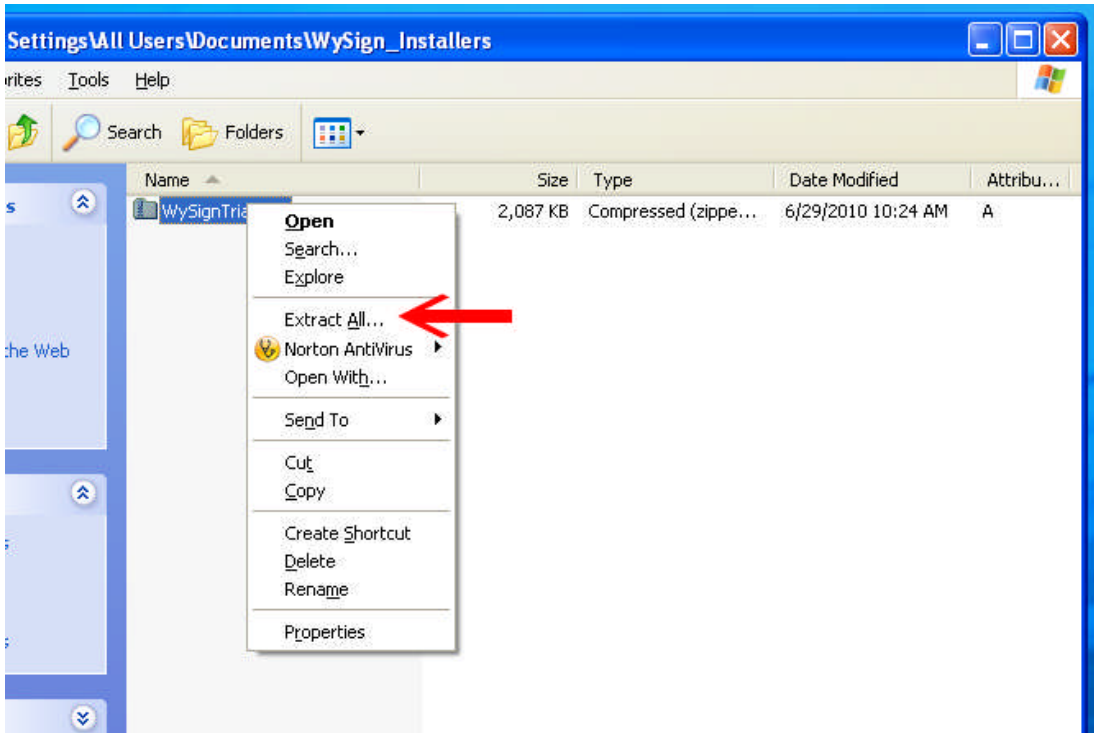 Settings\All Users\Documents\WySign_Installers
Tools Help
Search Folders
Name Size Type Date Modified Attribu...
WySignTria 2,087 KB Compressed (zippe... 6/29/2010 10:24 AM A
Open
Search...
Explore
Extract All...
the Web
Norton AntiVirus
Open With...
Send To
Cut
Copy
Create Shortcut
Delete
Rename
Properties